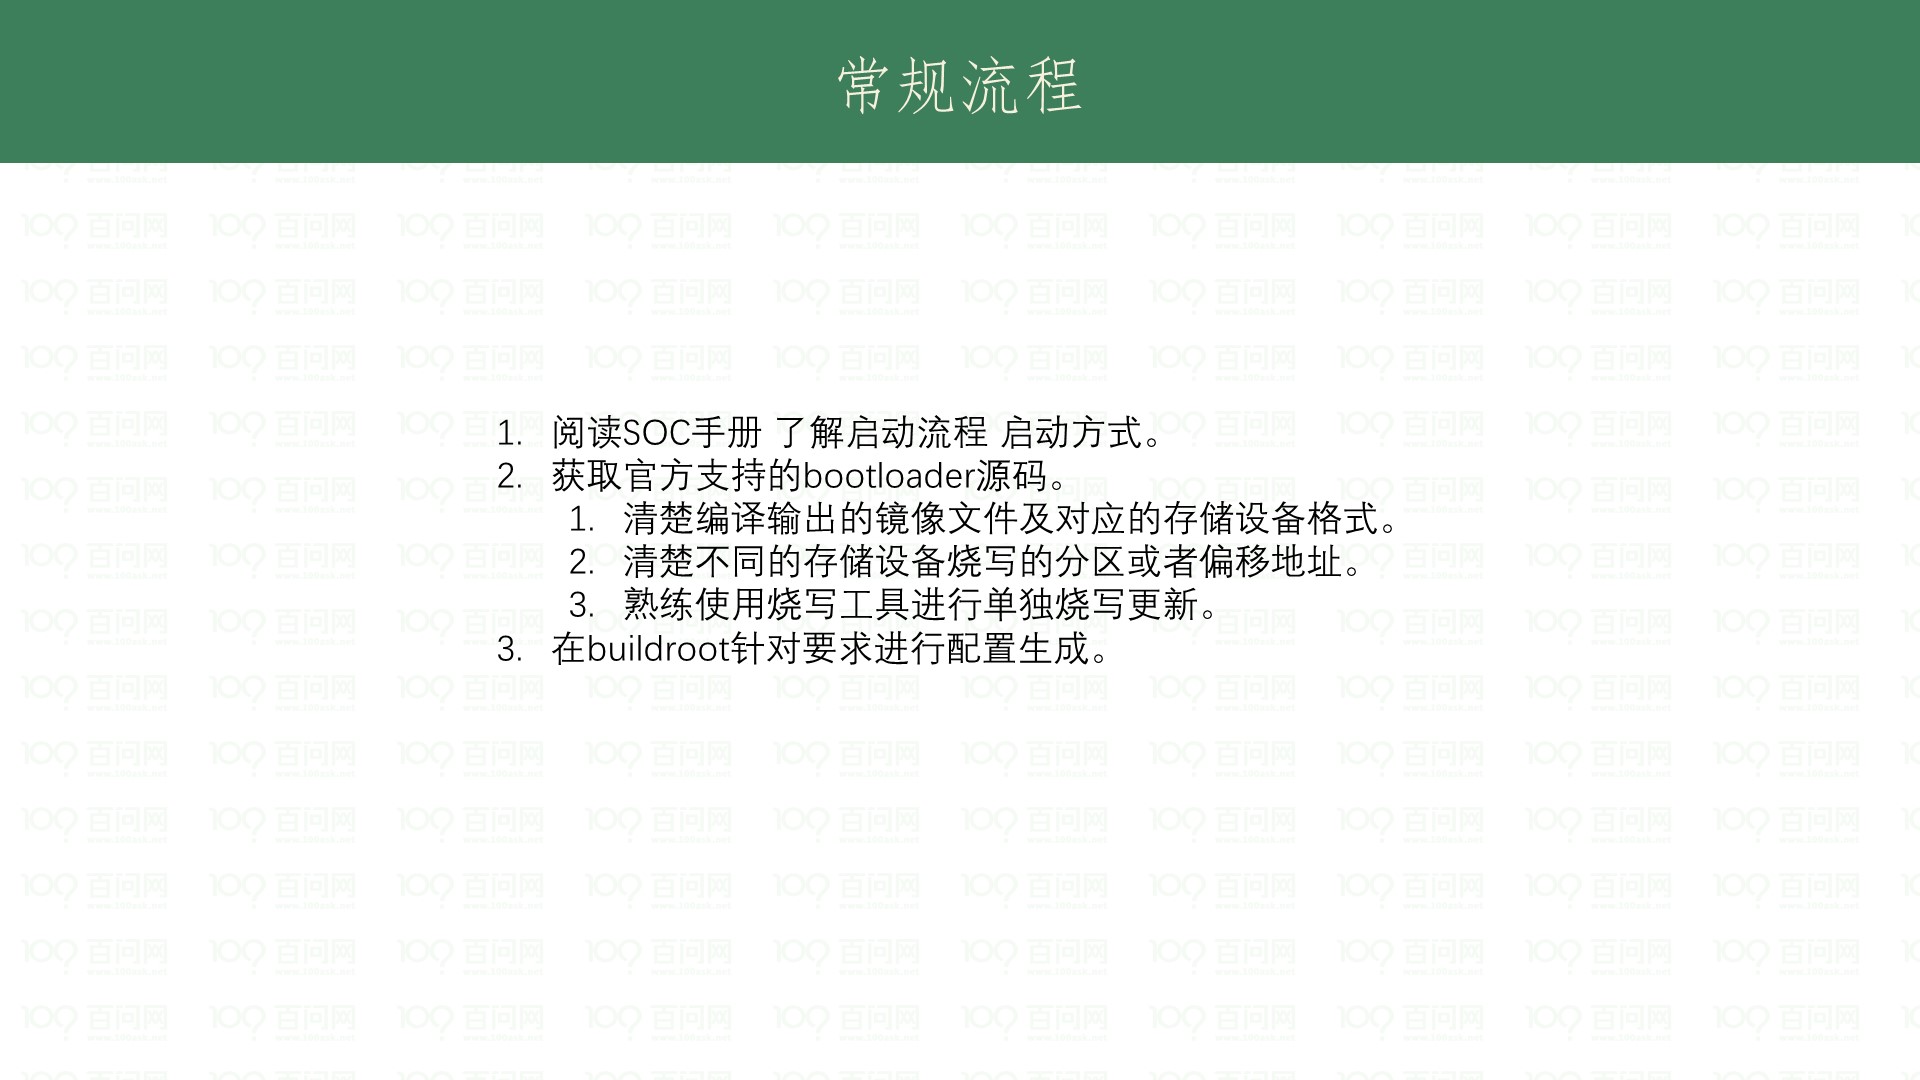 常规流程
1. 阅读SOC手册 了解启动流程 启动方式。
2. 获取官方支持的bootloader源码。
1. 清楚编译输出的镜像文件及对应的存储设备格式。
2. 清楚不同的存储设备烧写的分区或者偏移地址。
3. 熟练使用烧写工具进行单独烧写更新。
3. 在buildroot针对要求进行配置生成。
百问网
www.100ask.net